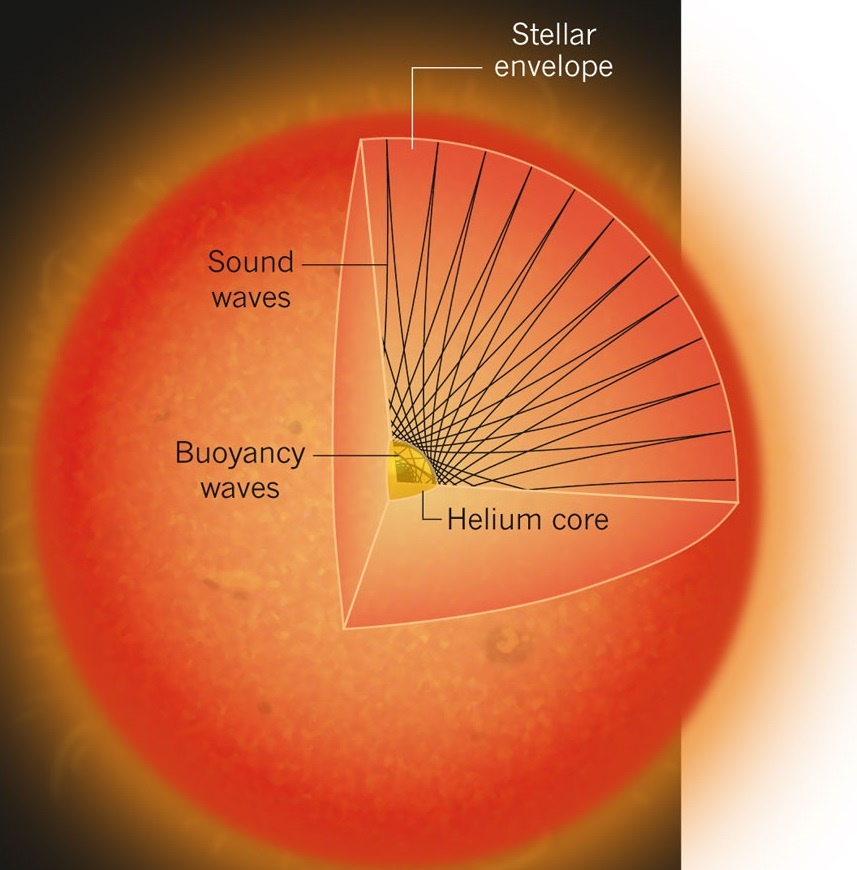 Stellar
envelope
Sound
waves
Buoyancy
waves
Helium core